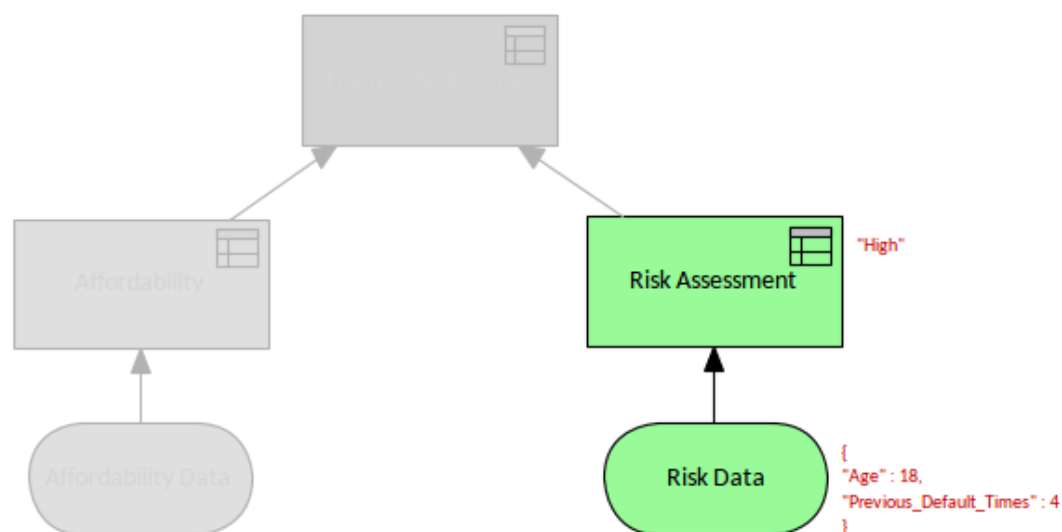 Affordability
Risk Assessment
"High"
Affordability Data
Risk Data
{
"Age" : 18,
"Previous_Default_Times" : 4
}